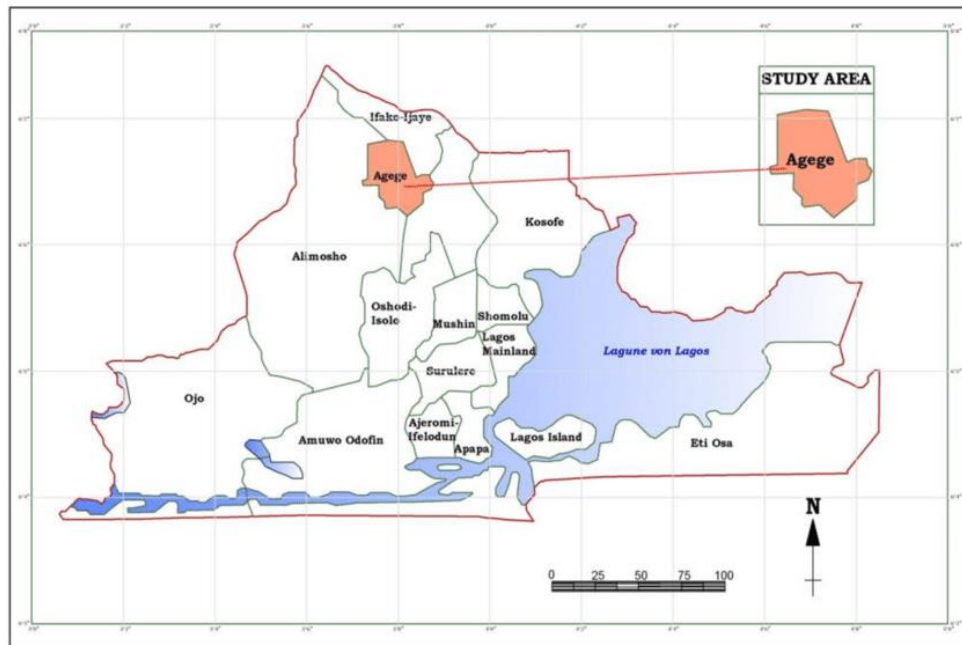 STUDY AREA
Agege
Ifako-Ijaye
Agege
Kosofe
Alimosho
Oshodi-
Isolo
Mushin
Shomolu
Lagos
Mainland
Lagune von Lagos
Surulere
Ojo
Amuwo Odofin
Ajeromi-
Ifelodun
Apapa
Lagos Island
Eti Osa
N
0 25 50 75 100